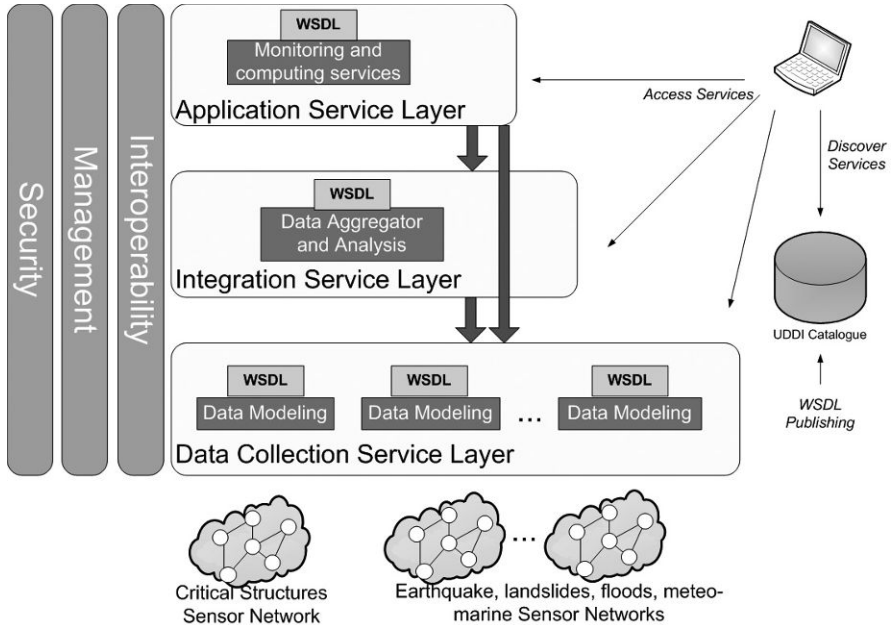 Security
Management
Interoperability
WSDL
Monitoring and
computing services
Application Service Layer
WSDL
Data Aggregator
and Analysis
Integration Service Layer
WSDL
Data Modeling
WSDL
Data Modeling
...
WSDL
Data Modeling
Data Collection Service Layer
Critical Structures
Sensor Network
...
Earthquake, landslides, floods, meteo-
marine Sensor Networks
Access Services
Discover
Services
UDDI Catalogue
WSDL
Publishing